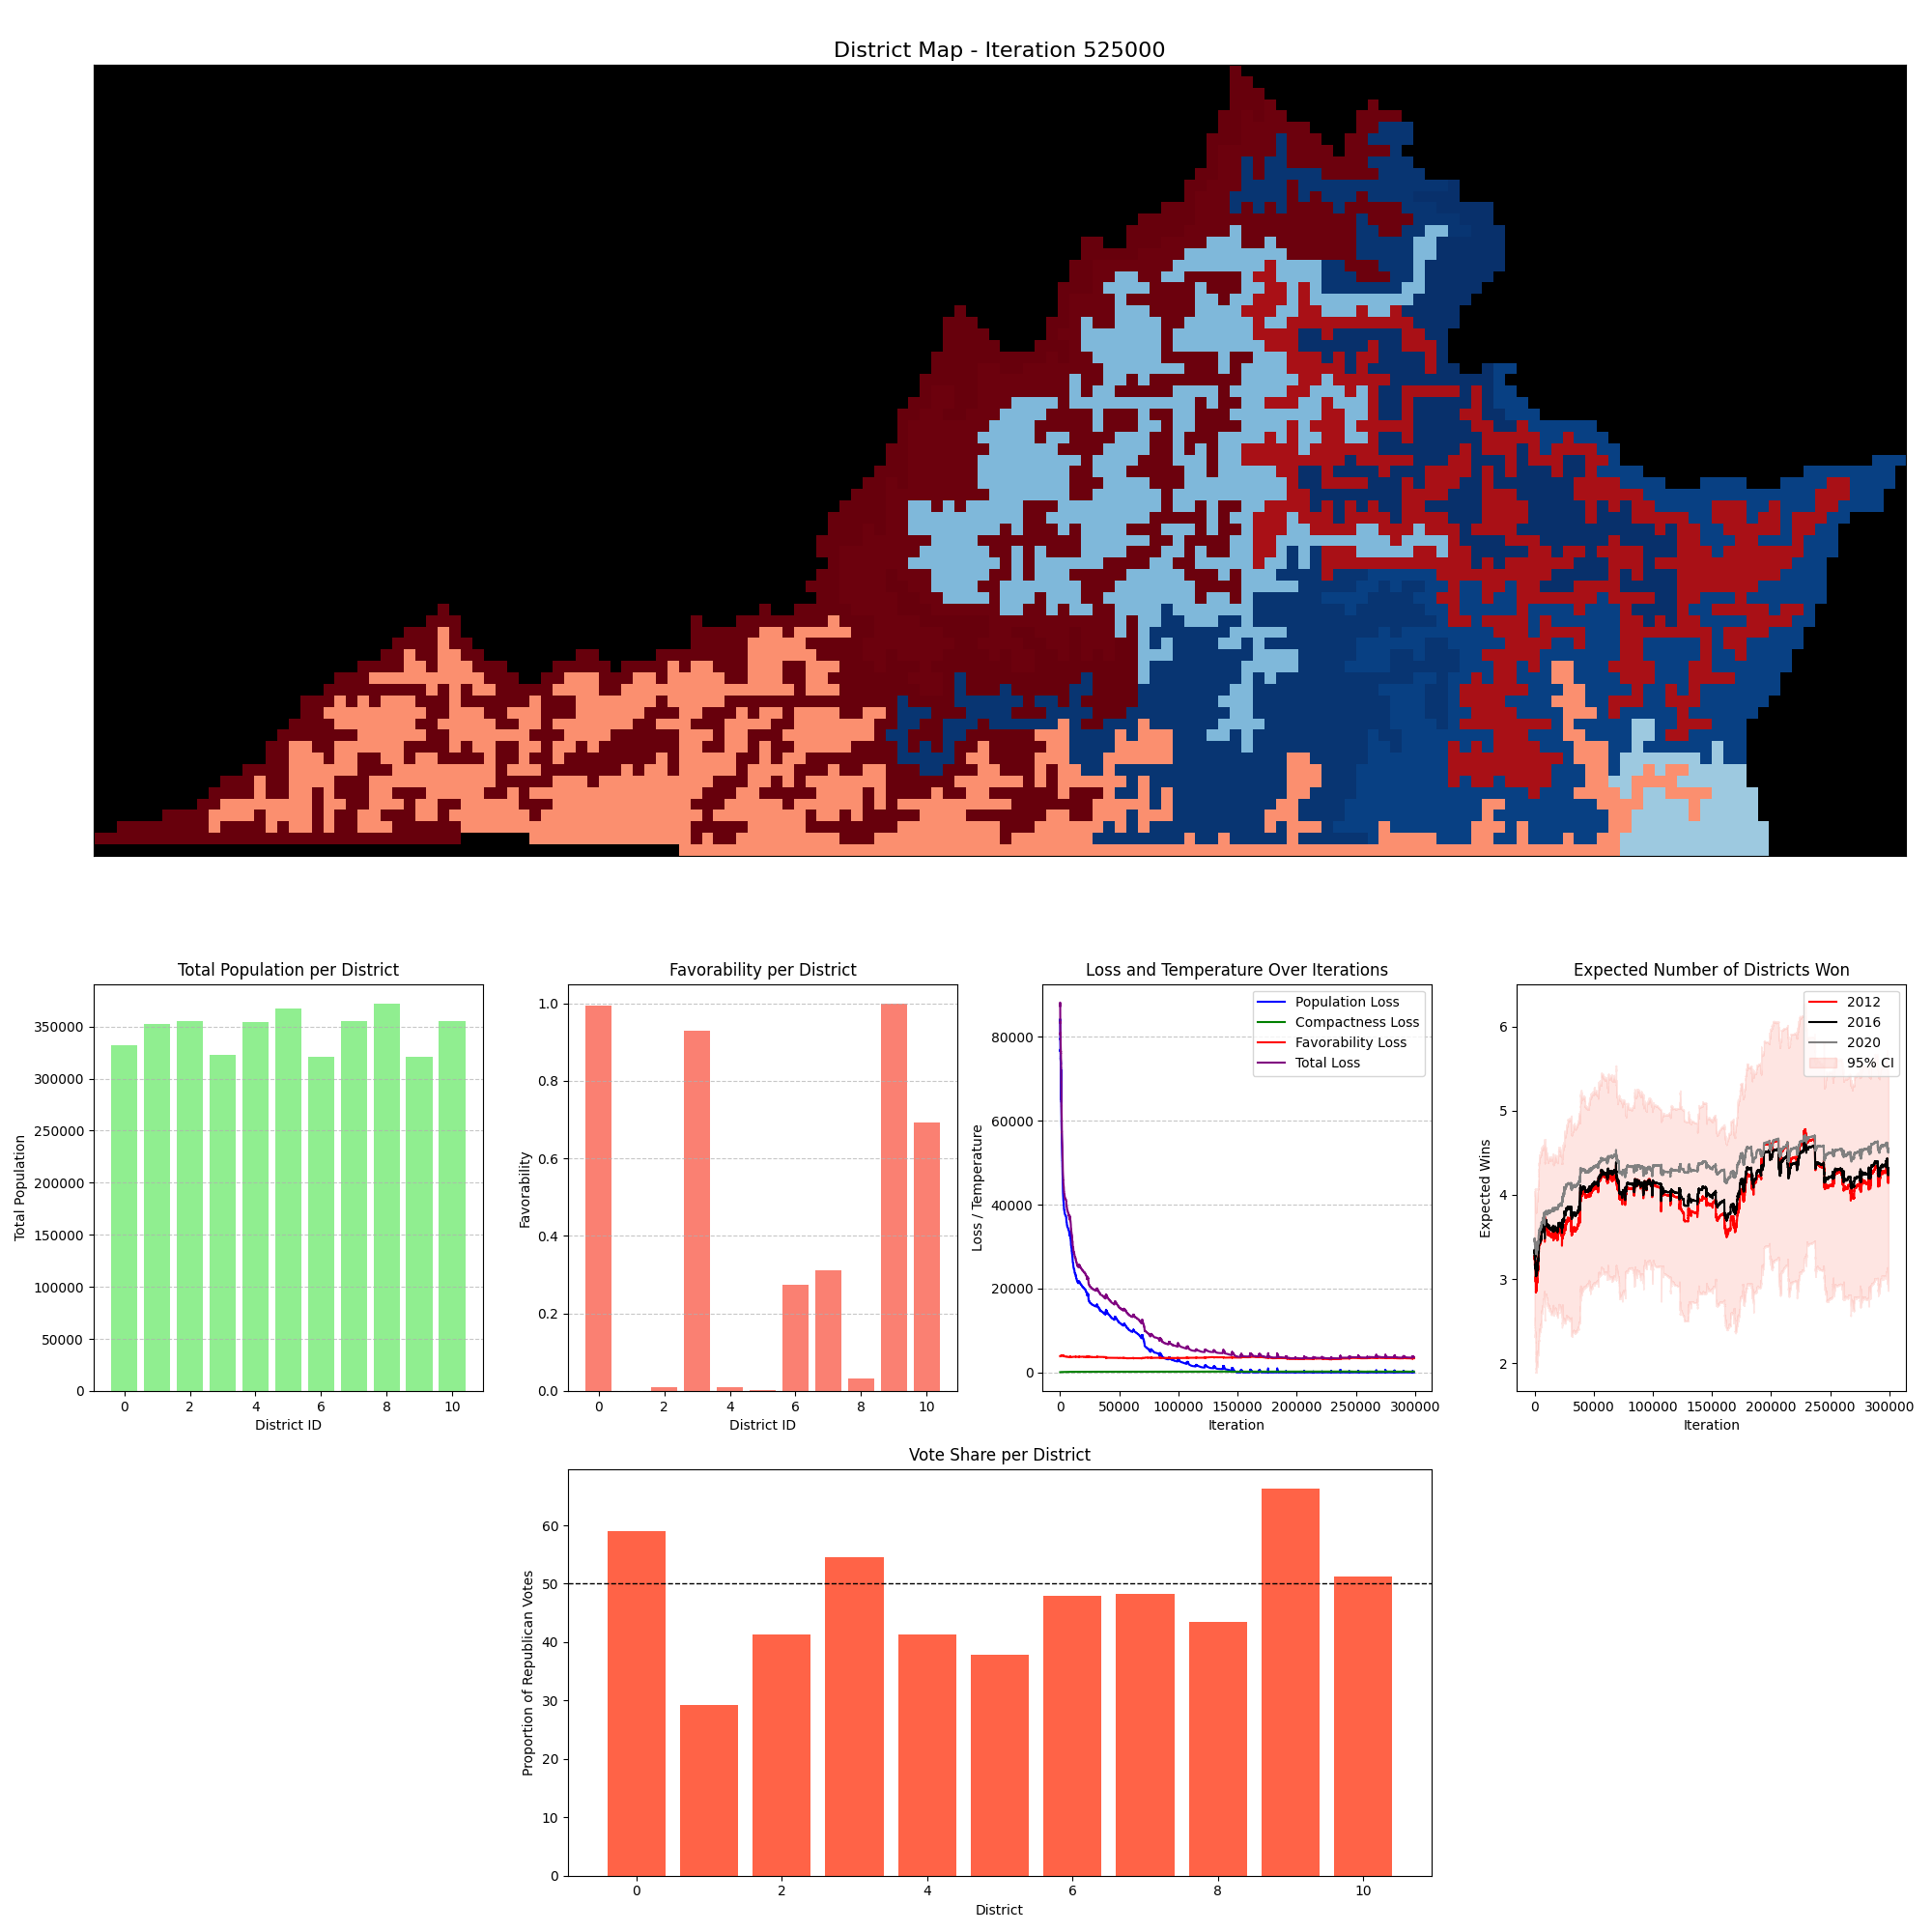 District Map - Iteration 525000
Total Population per District
Total Population
350000
300000
250000
200000
150000
100000
50000
0
0 2 4 6 8 10
District ID
Favorability per District
Favorability
1.0
0.8
0.6
0.4
0.2
0.0
0 2 4 6 8 10
District ID
Loss and Temperature Over Iterations
Loss / Temperature
80000
60000
40000
20000
0
Population Loss
Compactness Loss
Favorability Loss
Total Loss
0 50000 100000 150000 200000 250000 300000
Iteration
Expected Number of Districts Won
Expected Wins
6
5
4
3
2
2012
2016
2020
95% CI
0 50000 100000 150000 200000 250000 300000
Iteration
Vote Share per District
Proportion of Republican Votes
60
50
40
30
20
10
0
0 2 4 6 8 10
District